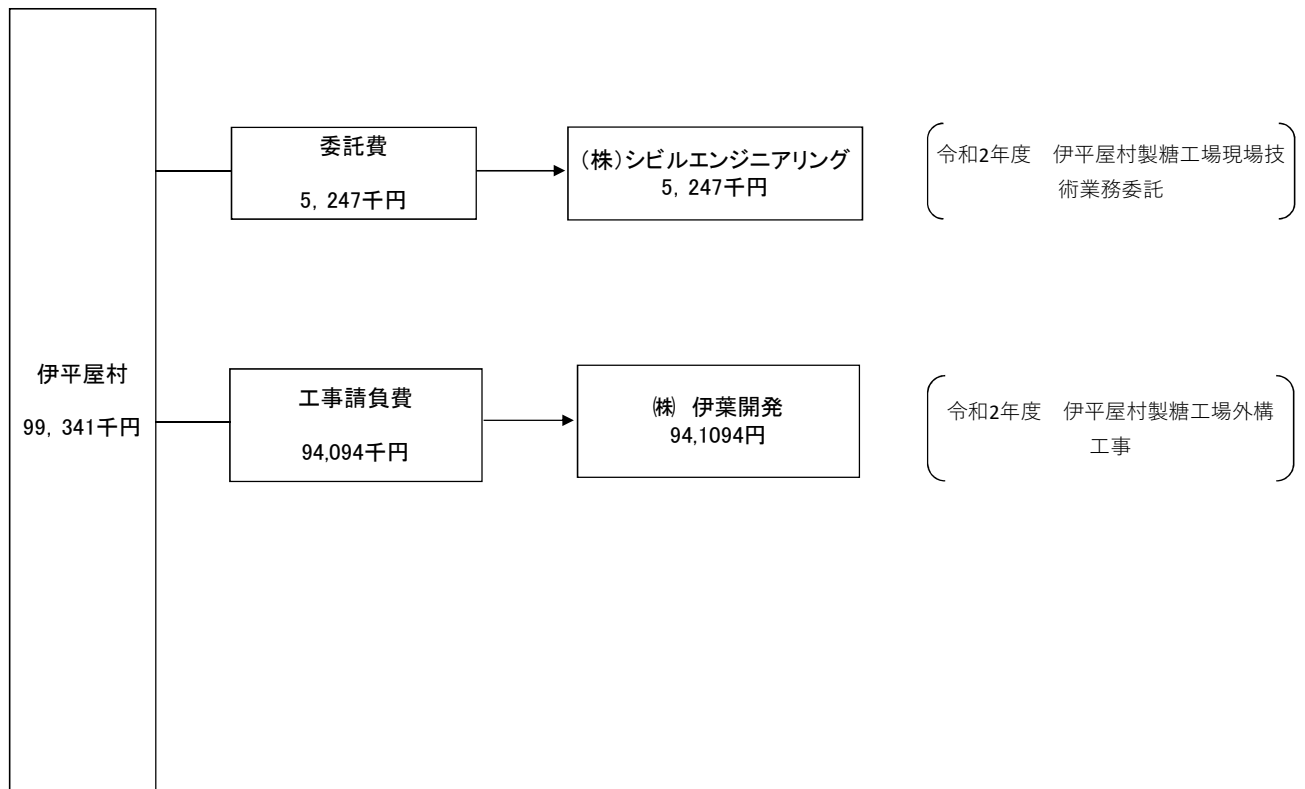 伊平屋村
99，341千円
委託費
5，247千円
（株）シビルエンジニアリング
5，247千円
令和2年度　伊平屋村製糖工場現場技
術業務委託
工事請負費
94,094千円
㈱ 伊葉開発
94,1094円
令和2年度　伊平屋村製糖工場外構
工事